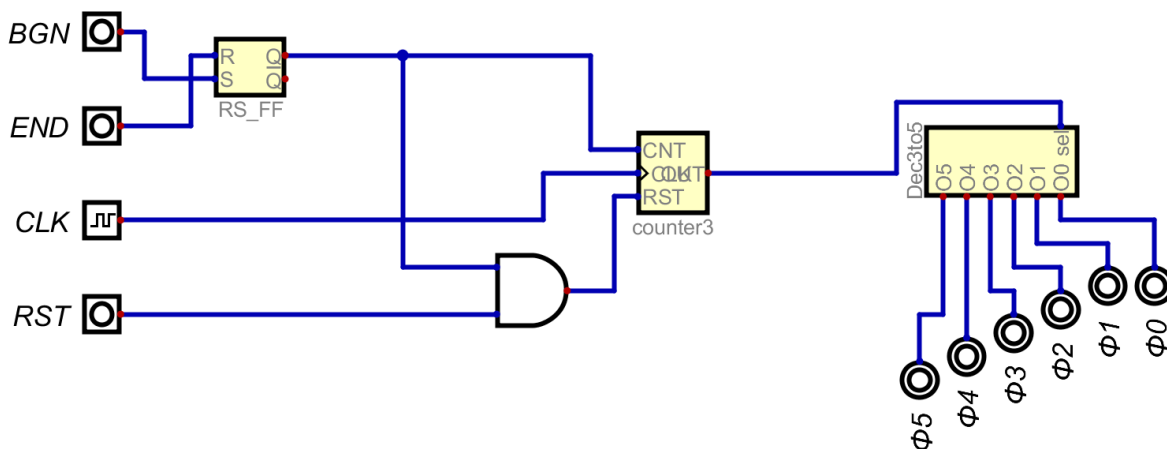 BGN
END
CLK
RST
R Q
S Q
RS_FF
CNT
CLK OUT
RST
counter3
Dec3to5
sel
O5 O4 O3 O2 O1 O0
Φ5 Φ4 Φ3 Φ2 Φ1 Φ0